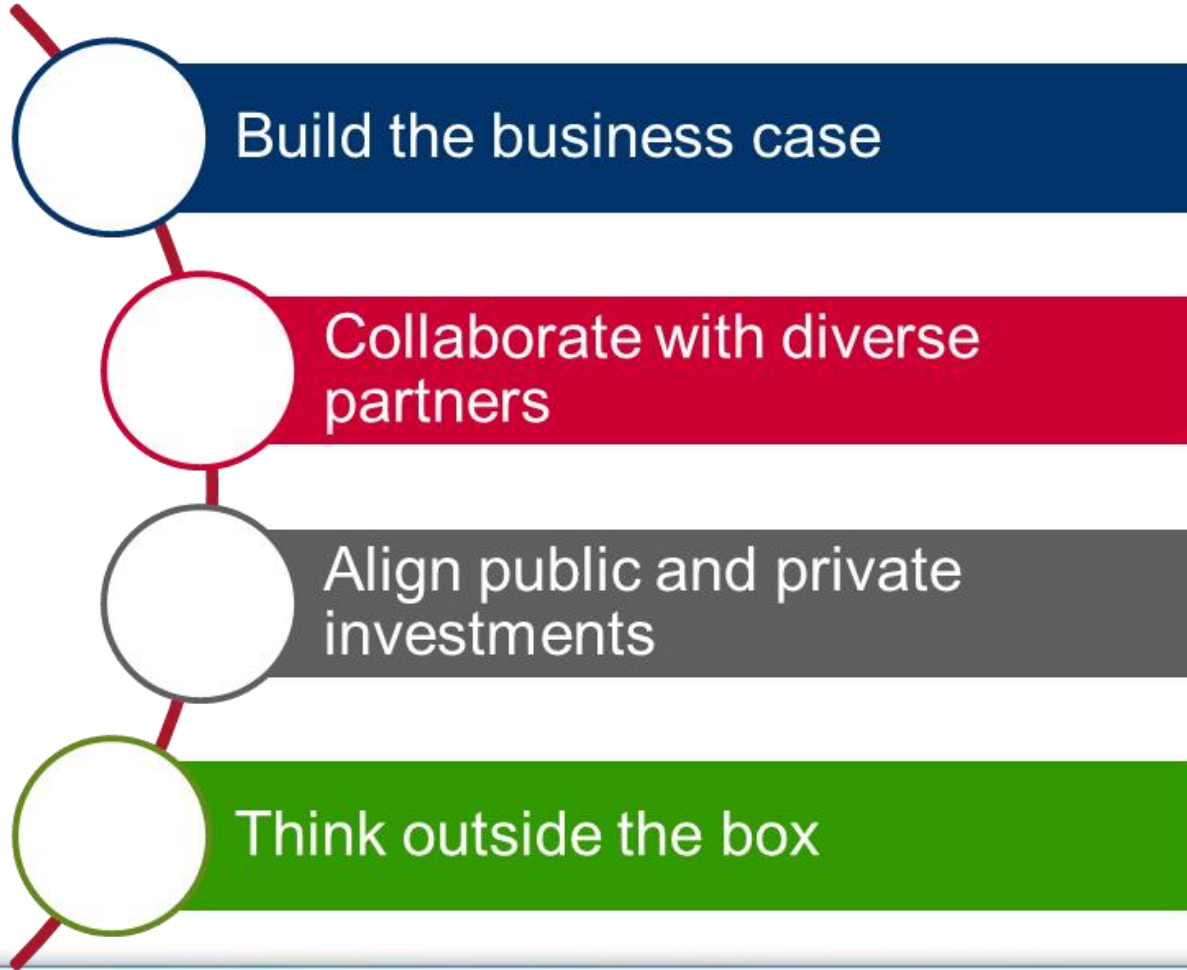 Build the business case
Collaborate with diverse
partners
Align public and private
investments
Think outside the box